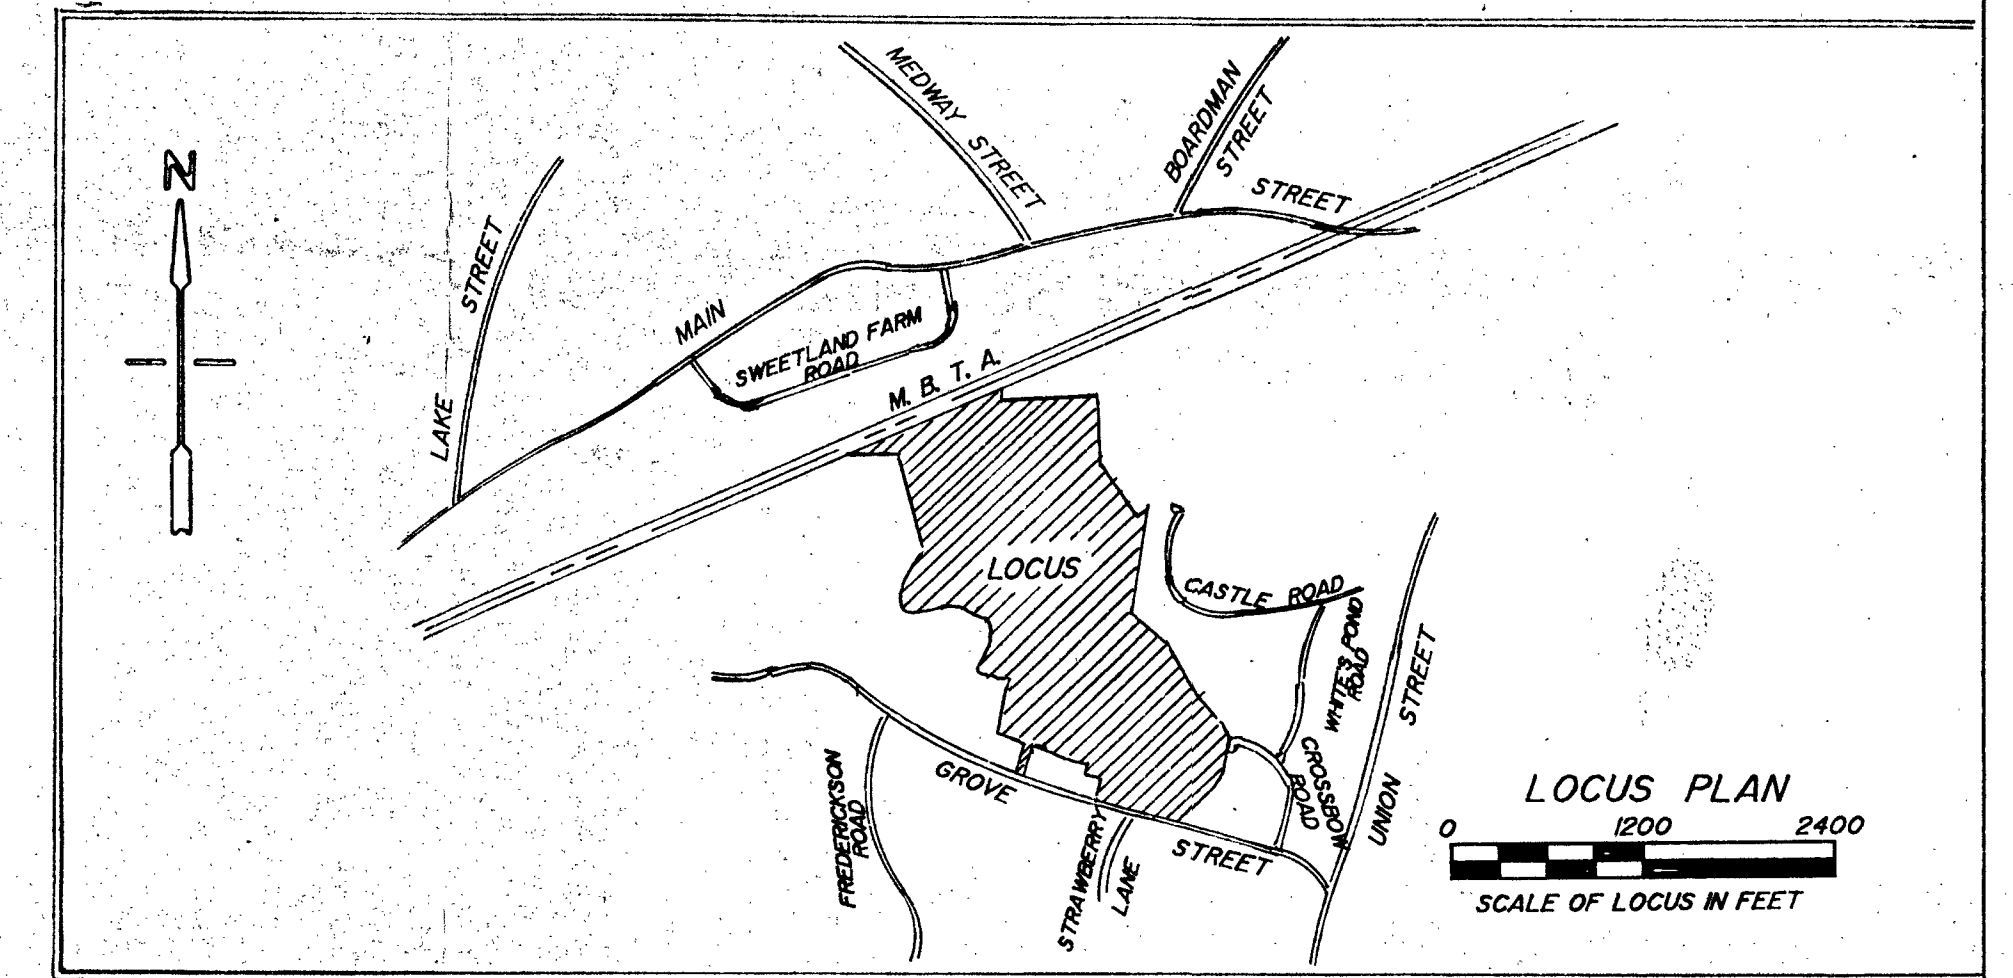 N
MEDWAY STREET
BOARDMAN
STREET
STREET
LAKE STREET
MAIN
SWEETLAND FARM
ROAD
M. B. T. A.
LOCUS
CASTLE ROAD
WHITE'S POND
ROAD
UNION STREET
CROSSBOW
ROAD
GROVE STREET
FREDERICKSON
ROAD
STRAWBERRY
LANE
LOCUS PLAN
0 1200 2400
SCALE OF LOCUS IN FEET